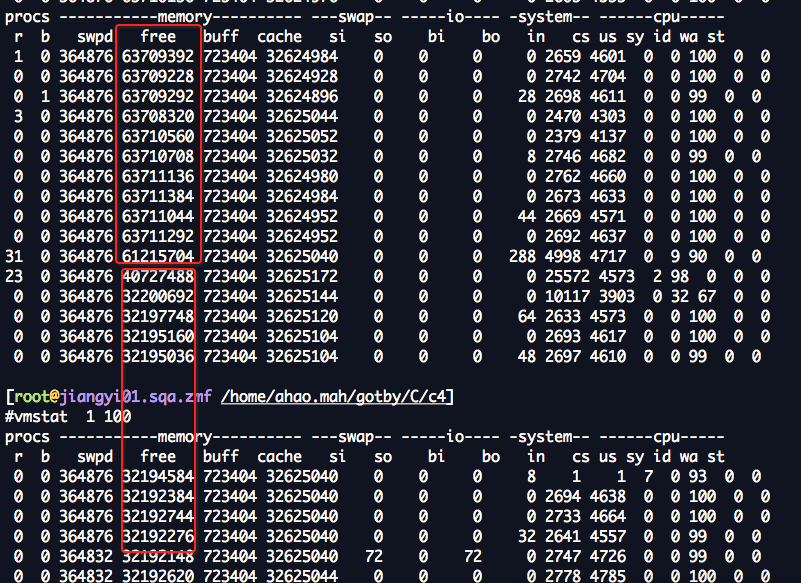 procs -----------memory---------- ---swap-- -----io---- -system-- ------cpu-----
r b swpd free buff cache si so bi bo in cs us sy id wa st
1 0 364876 63709392 723404 32624984 0 0 0 0 2659 4601 0 0 100 0 0
0 0 364876 63709228 723404 32624928 0 0 0 0 2742 4704 0 0 100 0 0
0 1 364876 63709292 723404 32624896 0 0 0 28 2698 4611 0 0 99 0 0
3 0 364876 63708320 723404 32625044 0 0 0 0 2470 4303 0 0 100 0 0
0 0 364876 63710560 723404 32625052 0 0 0 0 2379 4137 0 0 100 0 0
0 0 364876 63710708 723404 32625032 0 0 0 8 2746 4682 0 0 99 0 0
0 0 364876 63711136 723404 32624980 0 0 0 0 2762 4660 0 0 100 0 0
0 0 364876 63711384 723404 32624984 0 0 0 0 2673 4633 0 0 100 0 0
0 0 364876 63711044 723404 32624952 0 0 0 44 2669 4571 0 0 100 0 0
0 0 364876 63711292 723404 32624952 0 0 0 0 2692 4637 0 0 100 0 0
31 0 364876 61215704 723404 32625040 0 0 0 288 4998 4717 0 9 90 0 0
23 0 364876 40727488 723404 32625172 0 0 0 0 25572 4573 2 98 0 0 0
0 0 364876 32200692 723404 32625144 0 0 0 0 10117 3903 0 32 67 0 0
0 0 364876 32197748 723404 32625120 0 0 0 64 2633 4573 0 0 100 0 0
0 0 364876 32195160 723404 32625104 0 0 0 0 2693 4617 0 0 100 0 0
0 0 364876 32195036 723404 32625104 0 0 0 48 2697 4610 0 0 99 0 0
[root@jiangyi01.sqa.zmf /home/ahao.mah/gotby/C/c4]
#vmstat 1 100
procs -----------memory---------- ---swap-- -----io---- -system-- ------cpu-----
r b swpd free buff cache si so bi bo in cs us sy id wa st
0 0 364876 32194584 723404 32625040 0 0 0 8 1 1 7 0 93 0 0
0 0 364876 32192384 723404 32625040 0 0 0 0 2694 4638 0 0 100 0 0
0 0 364876 32192744 723404 32625040 0 0 0 0 2733 4664 0 0 100 0 0
0 0 364876 32192276 723404 32625040 0 0 0 32 2641 4557 0 0 99 0 0
0 0 364832 32192148 723404 32625040 72 0 72 0 2747 4726 0 0 99 0 0
0 0 364832 32192620 723404 32625044 0 0 0 0 2778 4785 0 0 100 0 0